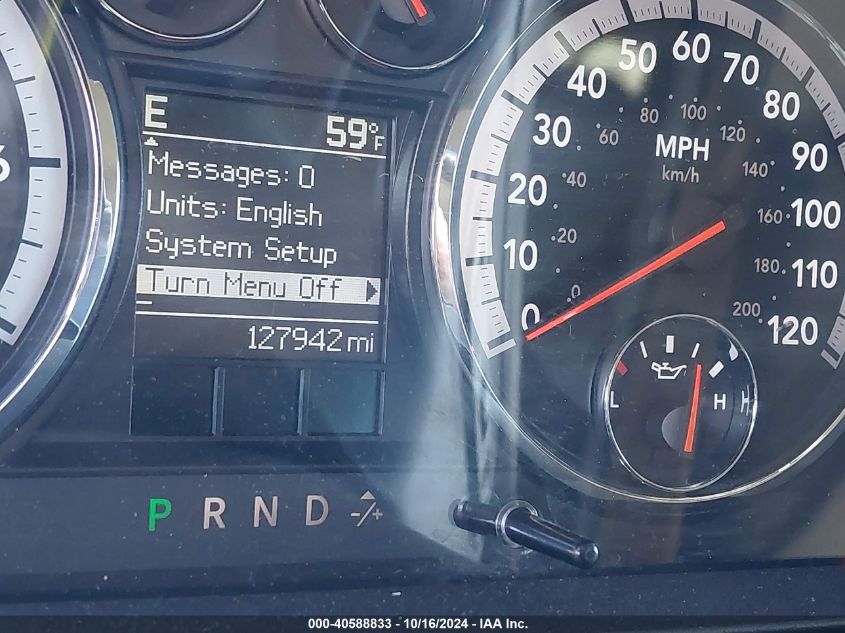 E 59°F
Messages: 0
Units: English
System Setup
Turn Menu Off
127942 mi
6
0 10 20 30 40 50 60 70 80 90 100 110 120
0 20 40 60 80 100 120 140 160 180 200
MPH
km/h
L H H
P R N D -/+
000-40588833 - 10/16/2024 - IAA Inc.